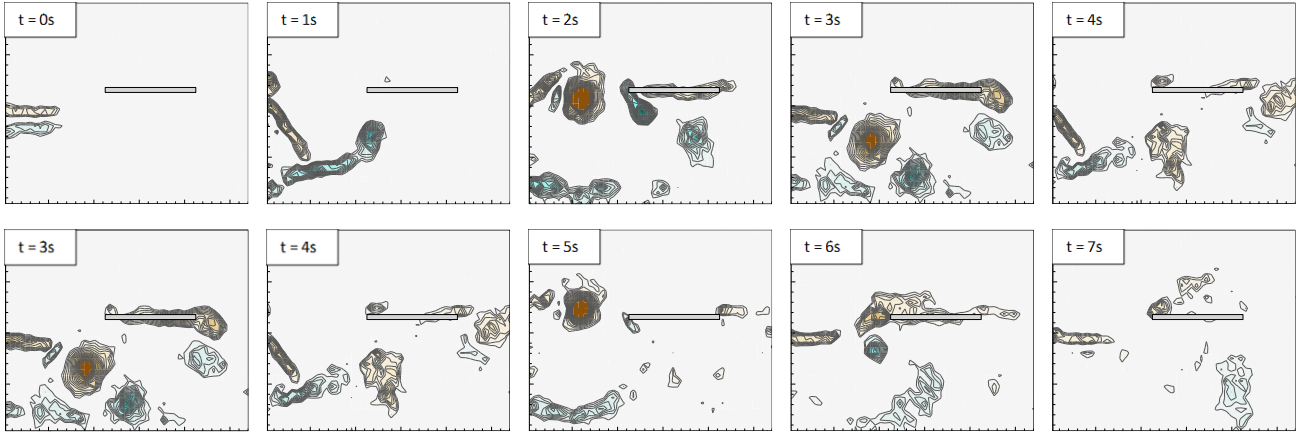 t = 0s
t = 1s
t = 2s
t = 3s
t = 4s
t = 3s
t = 4s
t = 5s
t = 6s
t = 7s